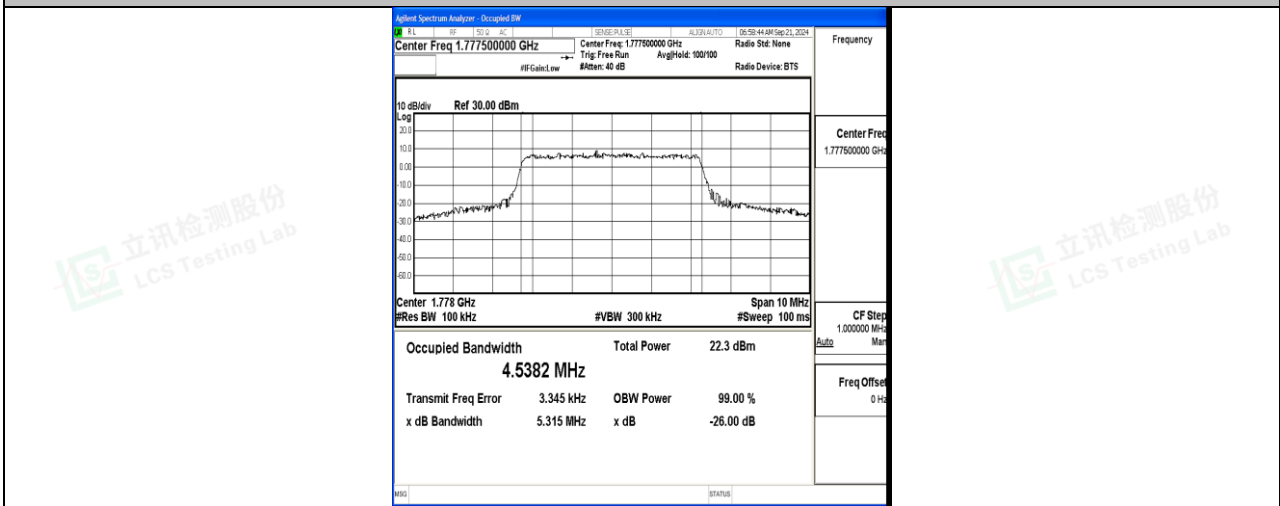 Agilent Spectrum Analyzer - Occupied BW
RL RF 50 Ω AC SENSE:PULSE ALIGN AUTO 06:58:44 AM Sep 21, 2024
Center Freq 1.777500000 GHz
Center Freq: 1.777500000 GHz
Radio Std: None
Trig: Free Run Avg|Hold: 100/100
#IFGain:Low
#Atten: 40 dB
Radio Device: BTS
Frequency
10 dB/div Ref 30.00 dBm
Log
20.0
10.0
0.00
-10.0
-20.0
-30.0
-40.0
-50.0
-60.0
Center Freq
1.777500000 GHz
Center 1.778 GHz
Span 10 MHz
#Res BW 100 kHz
#VBW 300 kHz
#Sweep 100 ms
CF Step
1.000000 MHz
Auto Man
Occupied Bandwidth
4.5382 MHz
Total Power 22.3 dBm
Transmit Freq Error 3.345 kHz
OBW Power 99.00 %
x dB Bandwidth 5.315 MHz
x dB -26.00 dB
Freq Offset
0 Hz
MSG
STATUS
立讯检测股份
LCS Testing Lab
立讯检测股份
LCS Testing Lab